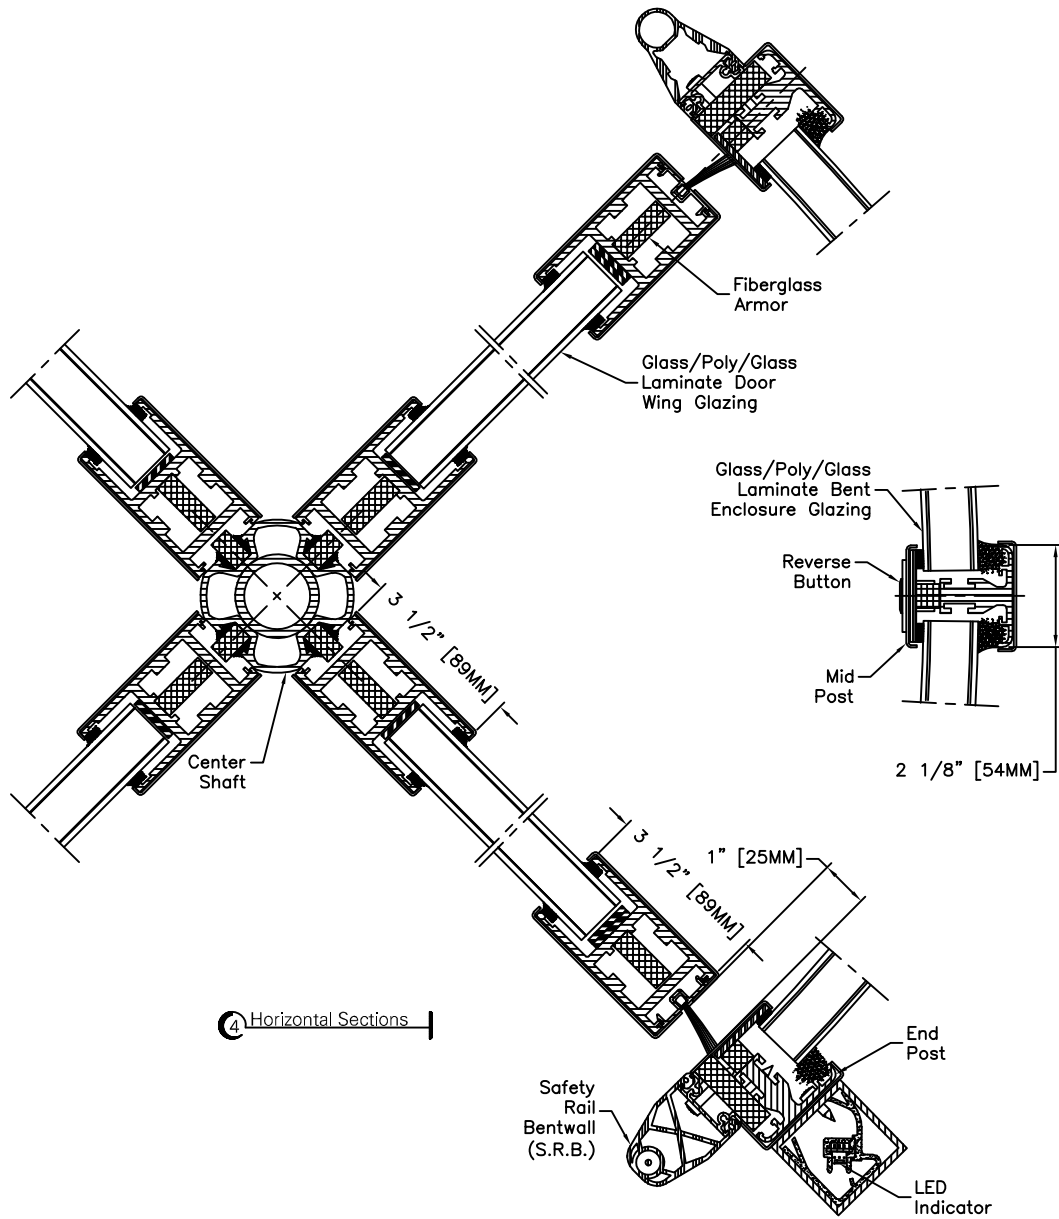 Fiberglass
Armor
Glass/Poly/Glass
Laminate Door
Wing Glazing
Glass/Poly/Glass
Laminate Bent
Enclosure Glazing
Reverse
Button
3 1/2" [89MM]
Mid
Post
Center
Shaft
2 1/8" [54MM]
3 1/2" [89MM]
1" [25MM]
4 Horizontal Sections
End
Post
Safety
Rail
Bentwall
(S.R.B.)
LED
Indicator